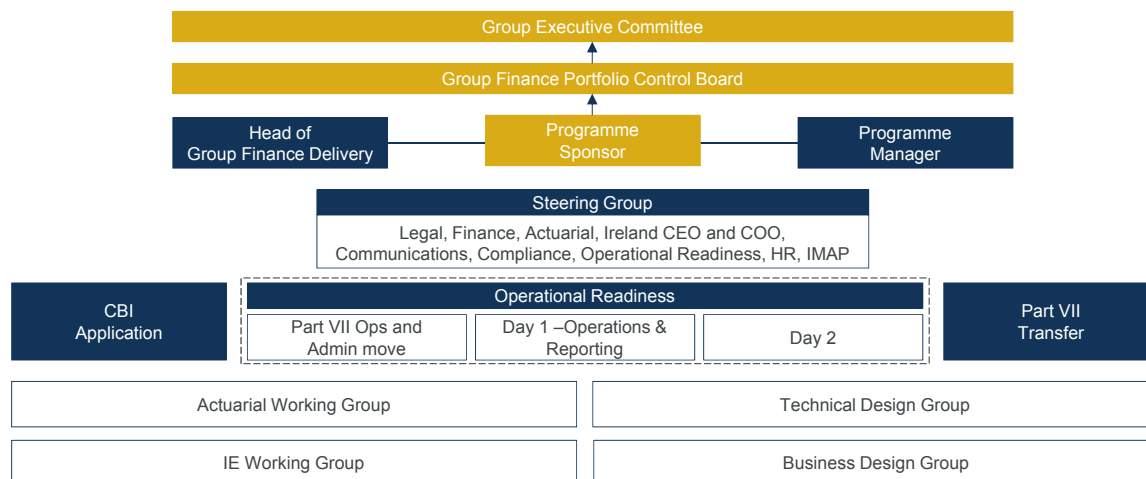 Group Executive Committee
Group Finance Portfolio Control Board
Head of
Group Finance Delivery
Programme
Sponsor
Programme
Manager
Steering Group
Legal, Finance, Actuarial, Ireland CEO and COO,
Communications, Compliance, Operational Readiness, HR, IMAP
CBI
Application
Operational Readiness
Part VII Ops and
Admin move
Day 1 –Operations &
Reporting
Day 2
Part VII
Transfer
Actuarial Working Group
Technical Design Group
IE Working Group
Business Design Group